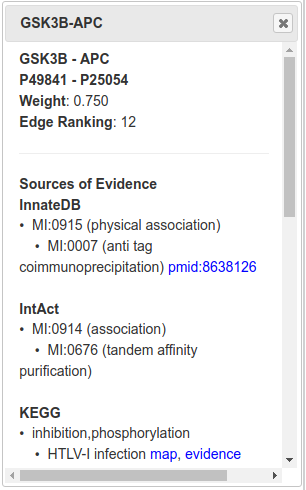 GSK3B-APC
GSK3B - APC
P49841 - P25054
Weight: 0.750
Edge Ranking: 12
Sources of Evidence
InnateDB
• MI:0915 (physical association)
• MI:0007 (anti tag
coimmunoprecipitation) pmid:8638126
IntAct
• MI:0914 (association)
• MI:0676 (tandem affinity
purification)
KEGG
• inhibition,phosphorylation
• HTLV-I infection map, evidence